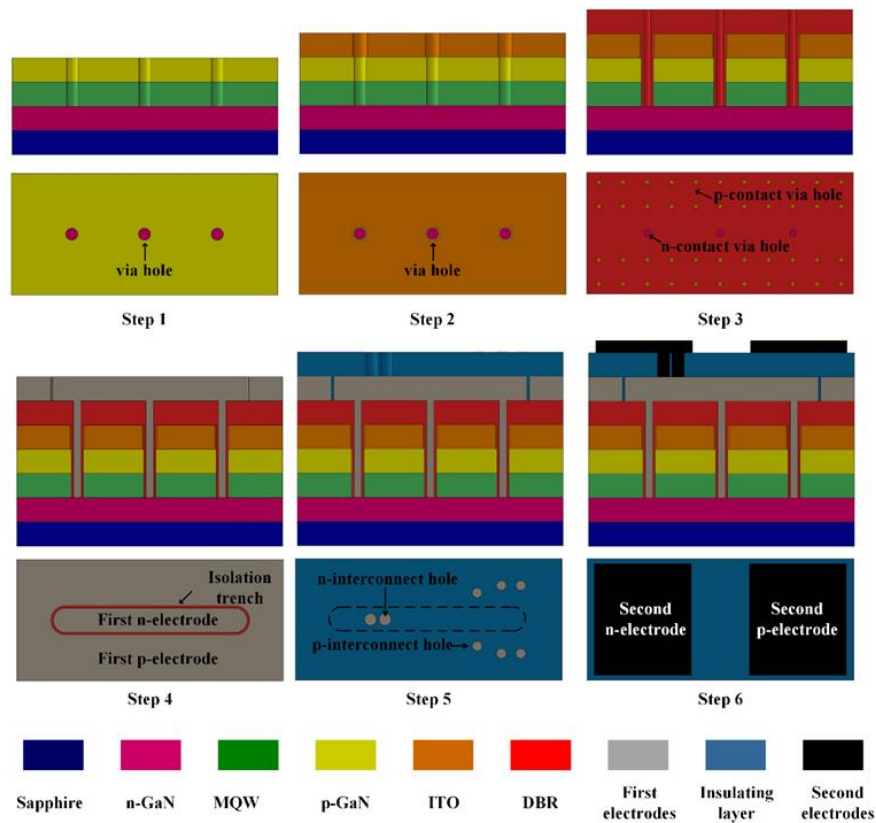 via hole
via hole
p-contact via hole
n-contact via hole
Step 1
Step 2
Step 3
Isolation
trench
First n-electrode
First p-electrode
n-interconnect hole
p-interconnect hole
Second
n-electrode
Second
p-electrode
Step 4
Step 5
Step 6
Sapphire
n-GaN
MQW
p-GaN
ITO
DBR
First
electrodes
Insulating
layer
Second
electrodes